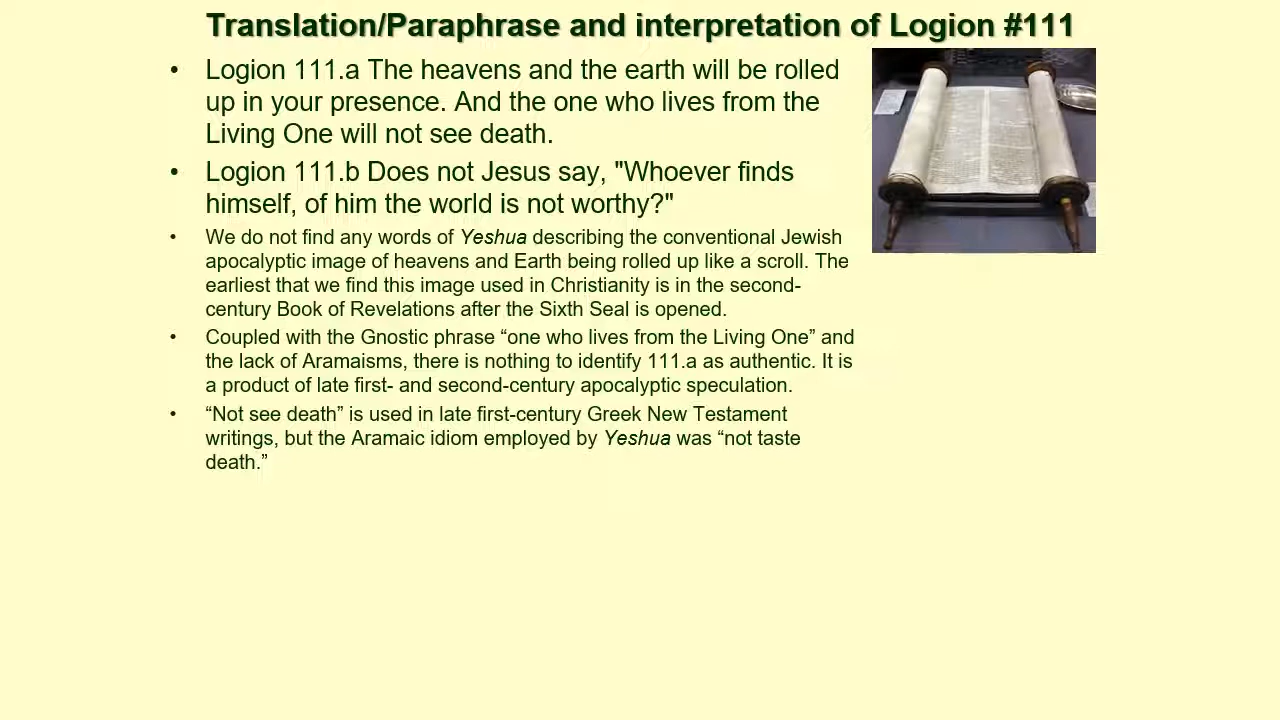 Translation/Paraphrase and interpretation of Logion #111
• Logion 111.a The heavens and the earth will be rolled
up in your presence. And the one who lives from the
Living One will not see death.
• Logion 111.b Does not Jesus say, "Whoever finds
himself, of him the world is not worthy?"
• We do not find any words of Yeshua describing the conventional Jewish
apocalyptic image of heavens and Earth being rolled up like a scroll. The
earliest that we find this image used in Christianity is in the second-
century Book of Revelations after the Sixth Seal is opened.
• Coupled with the Gnostic phrase “one who lives from the Living One” and
the lack of Aramaisms, there is nothing to identify 111.a as authentic. It is
a product of late first- and second-century apocalyptic speculation.
• “Not see death” is used in late first-century Greek New Testament
writings, but the Aramaic idiom employed by Yeshua was “not taste
death.”